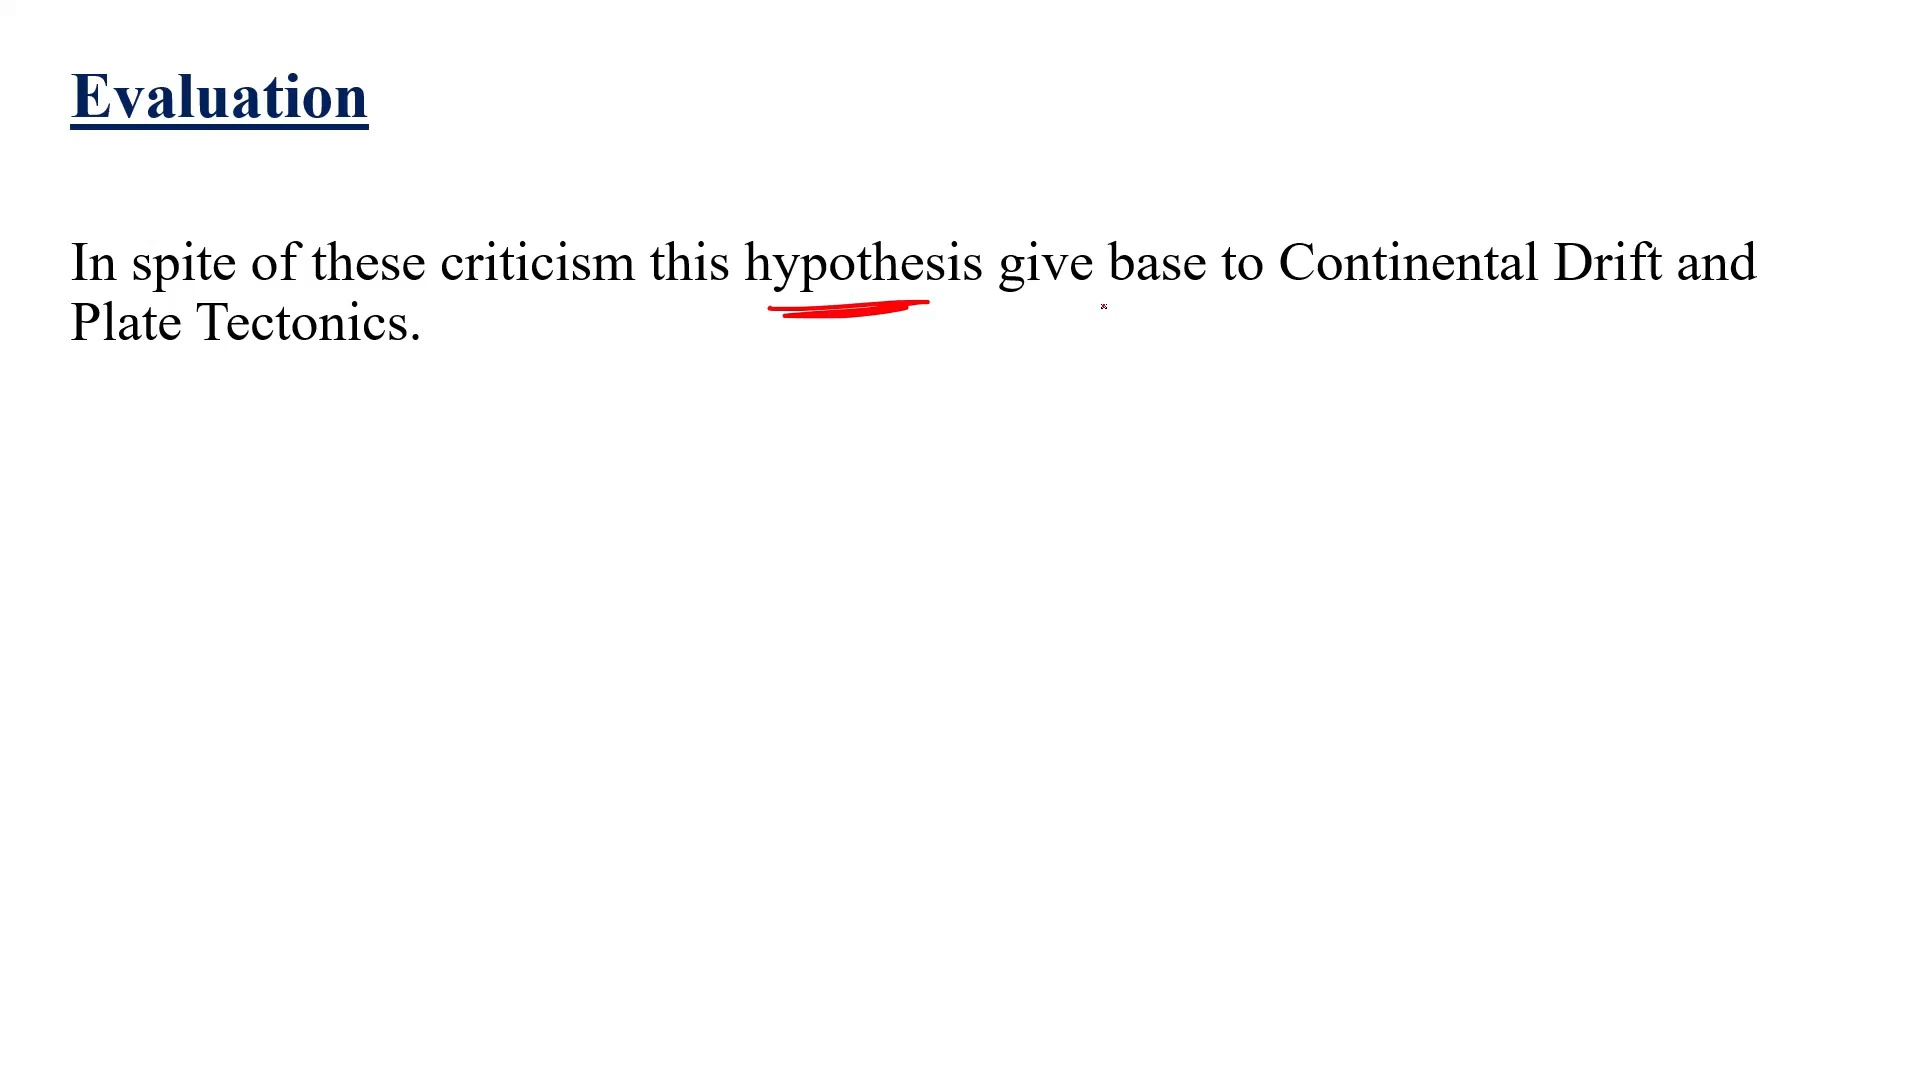 Evaluation
In spite of these criticism this hypothesis give base to Continental Drift and
Plate Tectonics.